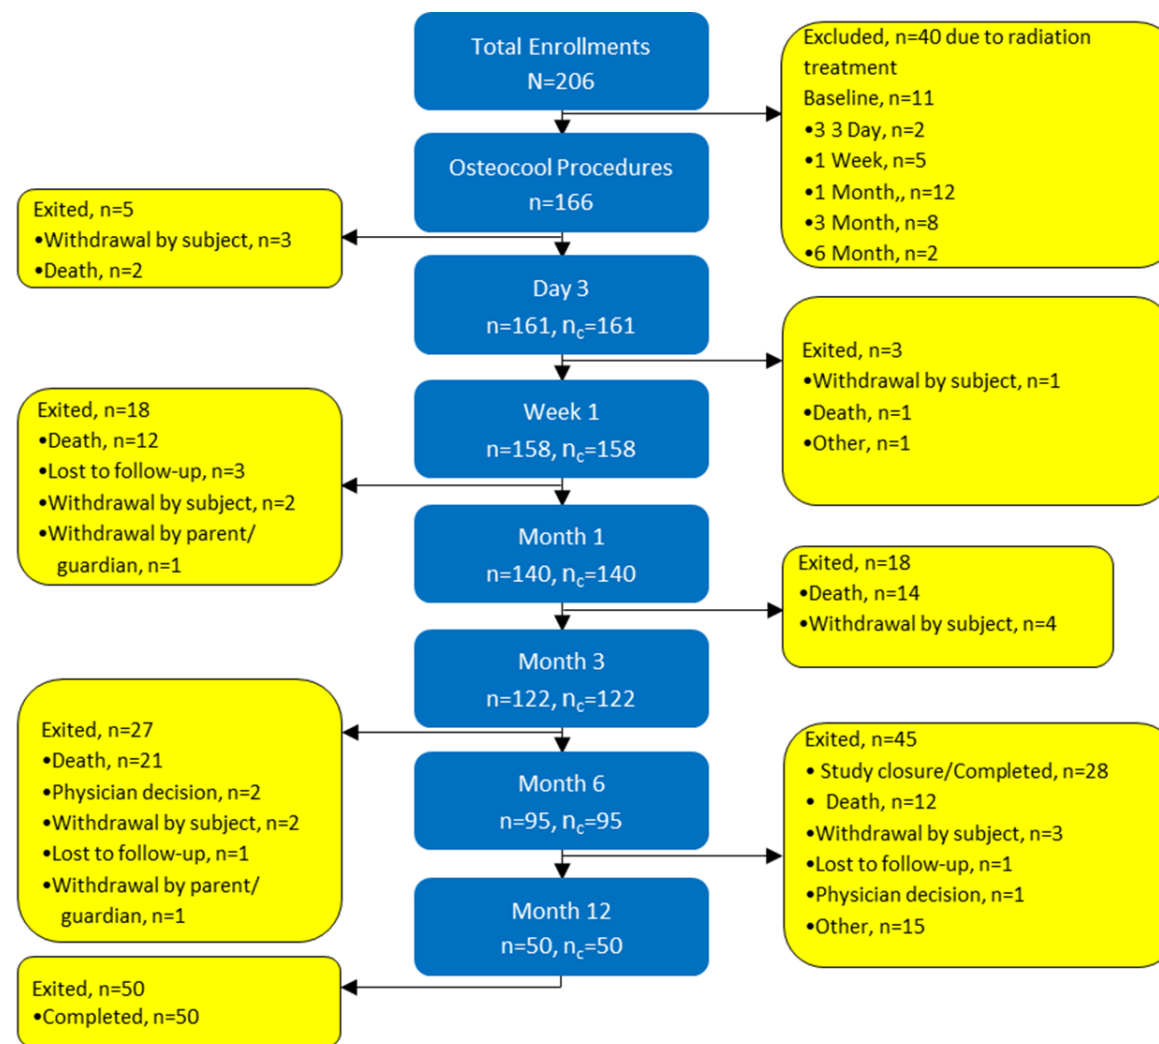 Total Enrollments
N=206
Excluded, n=40 due to radiation
treatment
Baseline, n=11
•3 3 Day, n=2
•1 Week, n=5
•1 Month,, n=12
•3 Month, n=8
•6 Month, n=2
Osteocool Procedures
n=166
Exited, n=5
•Withdrawal by subject, n=3
•Death, n=2
Day 3
n=161, nc=161
Exited, n=3
•Withdrawal by subject, n=1
•Death, n=1
•Other, n=1
Week 1
n=158, nc=158
Exited, n=18
•Death, n=12
•Lost to follow-up, n=3
•Withdrawal by subject, n=2
•Withdrawal by parent/
guardian, n=1
Month 1
n=140, nc=140
Exited, n=18
•Death, n=14
•Withdrawal by subject, n=4
Month 3
n=122, nc=122
Exited, n=27
•Death, n=21
•Physician decision, n=2
•Withdrawal by subject, n=2
•Lost to follow-up, n=1
•Withdrawal by parent/
guardian, n=1
Month 6
n=95, nc=95
Exited, n=45
• Study closure/Completed, n=28
• Death, n=12
•Withdrawal by subject, n=3
•Lost to follow-up, n=1
•Physician decision, n=1
•Other, n=15
Month 12
n=50, nc=50
Exited, n=50
•Completed, n=50